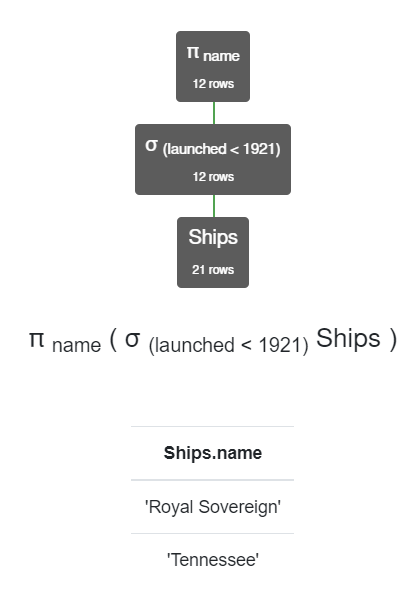 π name
12 rows
σ (launched < 1921)
12 rows
Ships
21 rows
π name ( σ (launched < 1921) Ships )
Ships.name
'Royal Sovereign'
'Tennessee'